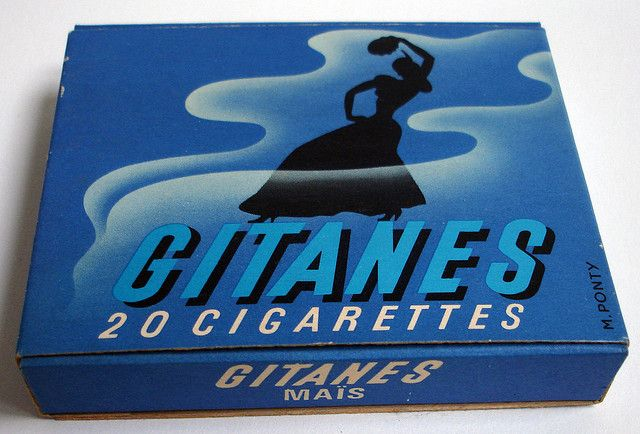 GITANES
20 CIGARETTES
M. PONTY
GITANES
MAÏS